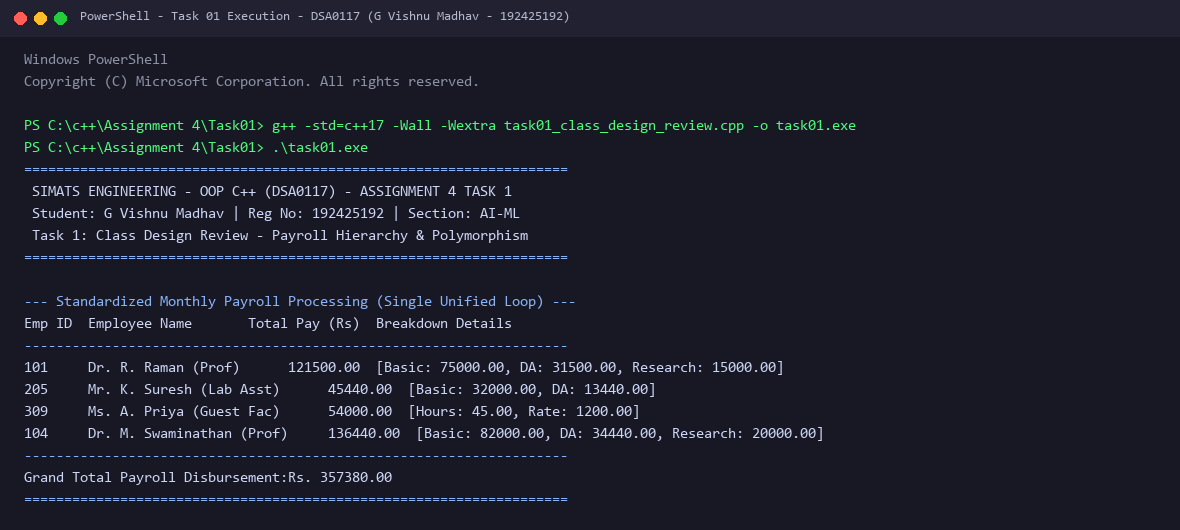 PowerShell - Task 01 Execution - DSA0117 (G Vishnu Madhav - 192425192)
Windows PowerShell
Copyright (C) Microsoft Corporation. All rights reserved.
PS C:\c++\Assignment 4\Task01> g++ -std=c++17 -Wall -Wextra task01_class_design_review.cpp -o task01.exe
PS C:\c++\Assignment 4\Task01> .\task01.exe
====================================================================
SIMATS ENGINEERING - OOP C++ (DSA0117) - ASSIGNMENT 4 TASK 1
Student: G Vishnu Madhav | Reg No: 192425192 | Section: AI-ML
Task 1: Class Design Review - Payroll Hierarchy & Polymorphism
====================================================================
--- Standardized Monthly Payroll Processing (Single Unified Loop) ---
Emp ID  Employee Name       Total Pay (Rs)  Breakdown Details
--------------------------------------------------------------------
101     Dr. R. Raman (Prof)      121500.00  [Basic: 75000.00, DA: 31500.00, Research: 15000.00]
205     Mr. K. Suresh (Lab Asst)      45440.00  [Basic: 32000.00, DA: 13440.00]
309     Ms. A. Priya (Guest Fac)      54000.00  [Hours: 45.00, Rate: 1200.00]
104     Dr. M. Swaminathan (Prof)     136440.00  [Basic: 82000.00, DA: 34440.00, Research: 20000.00]
--------------------------------------------------------------------
Grand Total Payroll Disbursement:Rs. 357380.00
====================================================================